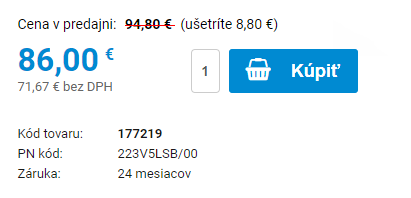 Cena v predajni: 94,80 € (ušetríte 8,80 €)
86,00 €
71,67 € bez DPH
1
Kúpiť
Kód tovaru: 177219
PN kód: 223V5LSB/00
Záruka: 24 mesiacov